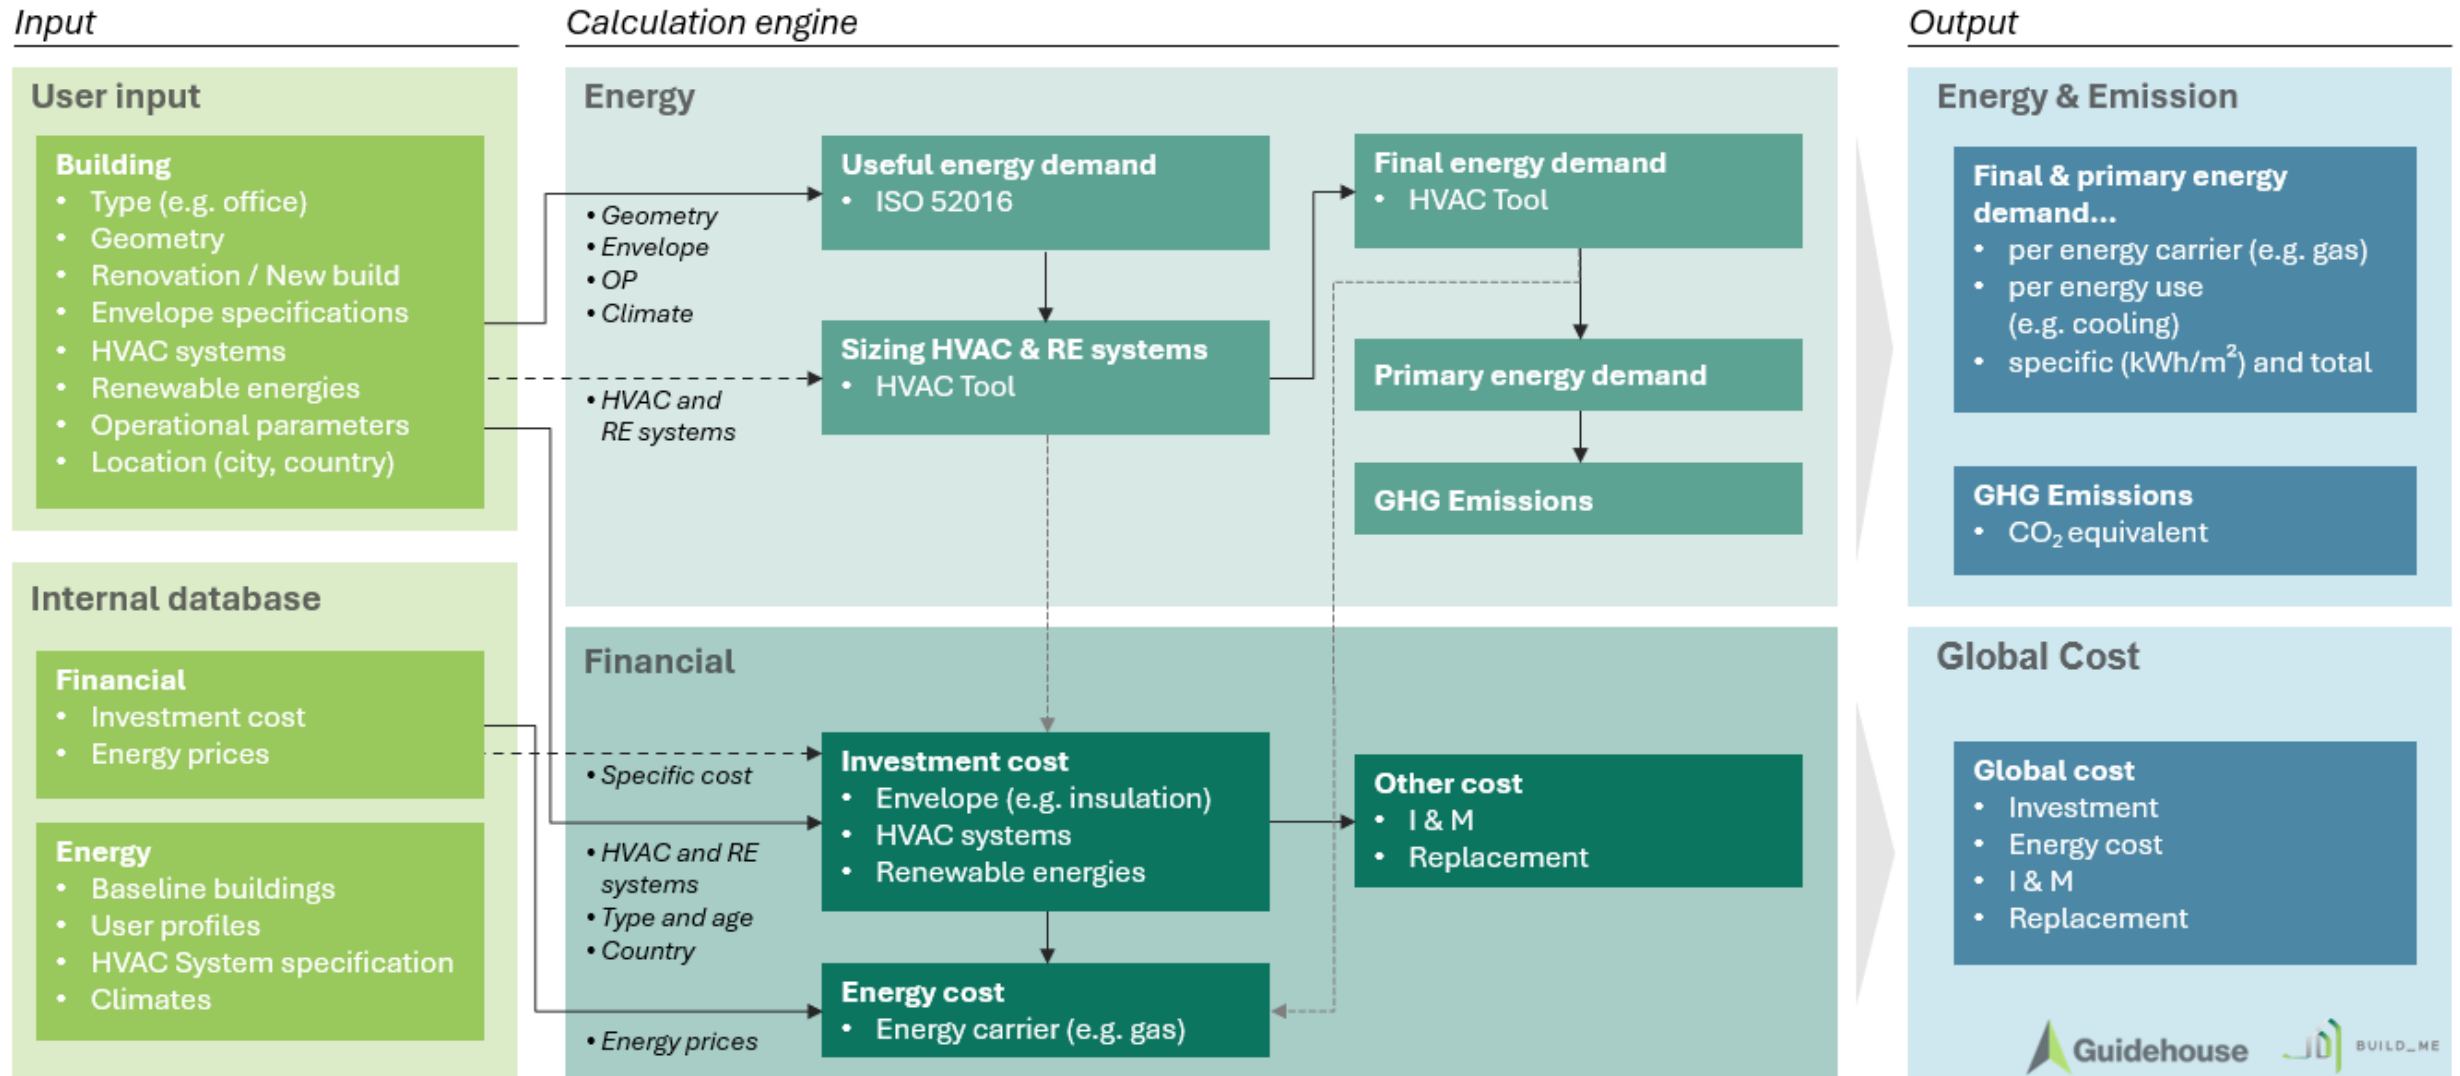 Input
User input
Building
• Type (e.g. office)
• Geometry
• Renovation / New build
• Envelope specifications
• HVAC systems
• Renewable energies
• Operational parameters
• Location (city, country)
Internal database
Financial
• Investment cost
• Energy prices
Energy
• Baseline buildings
• User profiles
• HVAC System specification
• Climates
Calculation engine
Energy
• Geometry
• Envelope
• OP
• Climate
• HVAC and
RE systems
Useful energy demand
• ISO 52016
Sizing HVAC & RE systems
• HVAC Tool
Final energy demand
• HVAC Tool
Primary energy demand
GHG Emissions
Financial
• Specific cost
• HVAC and RE
systems
• Type and age
• Country
• Energy prices
Investment cost
• Envelope (e.g. insulation)
• HVAC systems
• Renewable energies
Energy cost
• Energy carrier (e.g. gas)
Other cost
• I & M
• Replacement
Output
Energy & Emission
Final & primary energy
demand...
• per energy carrier (e.g. gas)
• per energy use
(e.g. cooling)
• specific (kWh/m²) and total
GHG Emissions
• CO₂ equivalent
Global Cost
Global cost
• Investment
• Energy cost
• I & M
• Replacement
Guidehouse
BUILD_ME